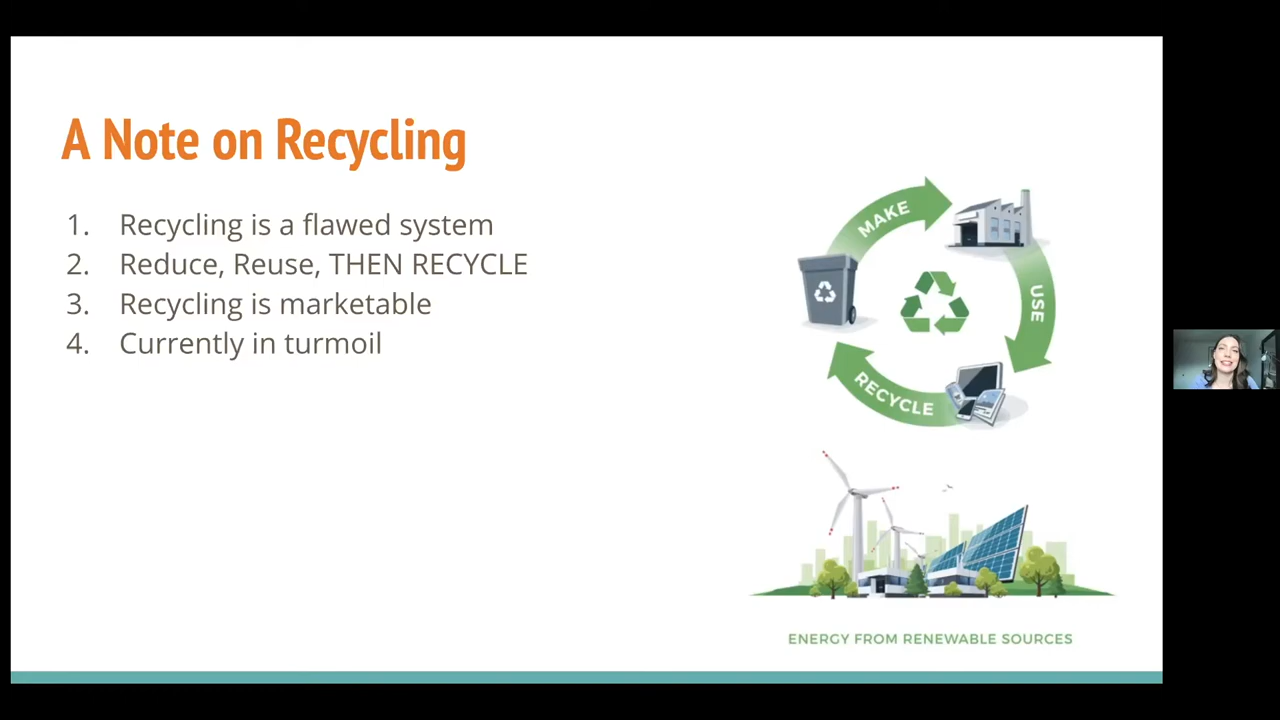 A Note on Recycling
1. Recycling is a flawed system
2. Reduce, Reuse, THEN RECYCLE
3. Recycling is marketable
4. Currently in turmoil
MAKE
USE
RECYCLE
ENERGY FROM RENEWABLE SOURCES